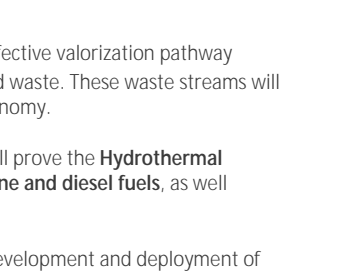 fective valorization pathway
d waste. These waste streams will
nomy.
ll prove the Hydrothermal
ne and diesel fuels, as well
evelopment and deployment of